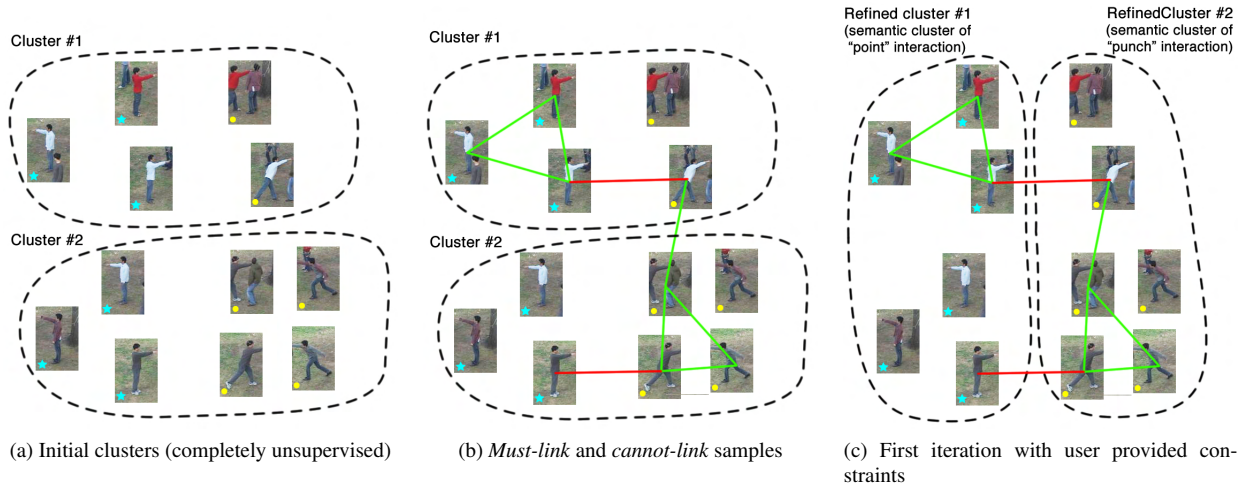 Cluster #1
Cluster #2
(a) Initial clusters (completely unsupervised)
Cluster #1
Cluster #2
(b) Must-link and cannot-link samples
Refined cluster #1
(semantic cluster of
“point” interaction)
RefinedCluster #2
(semantic cluster of
“punch” interaction)
(c) First iteration with user provided con-
straints